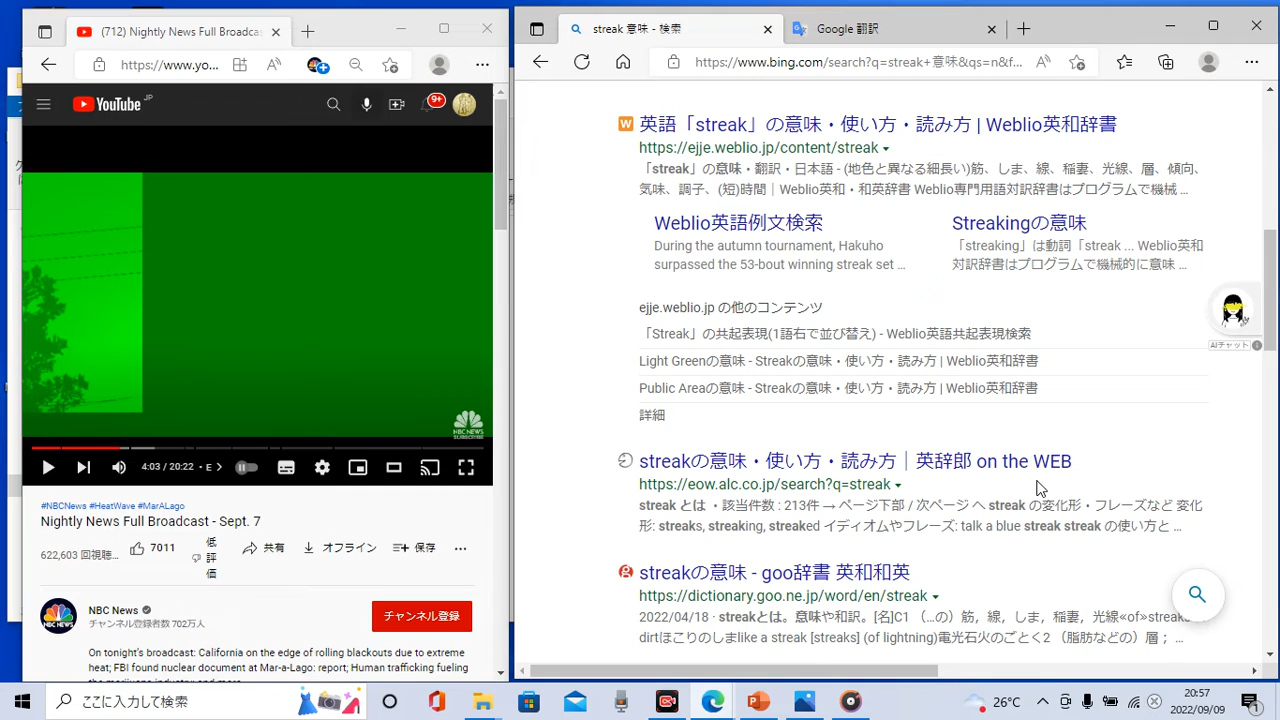 (712) Nightly News Full Broadcas
https://www.yo...
YouTube JP
9+
NBC NEWS
SUBSCRIBE
4:03 / 20:22 • E
#NBCNews #HeatWave #MarALago
Nightly News Full Broadcast - Sept. 7
622,603 回視聴...
7011
低評価
共有
オフライン
保存
NBC News
チャンネル登録者数 702万人
チャンネル登録
On tonight's broadcast: California on the edge of rolling blackouts due to extreme
heat; FBI found nuclear document at Mar-a-Lago: report; Human trafficking fueling
streak 意味 - 検索
Google 翻訳
https://www.bing.com/search?q=streak+意味&qs=n&f...
英語「streak」の意味・使い方・読み方 | Weblio英和辞書
https://ejje.weblio.jp/content/streak
「streak」の意味・翻訳・日本語 - (地色と異なる細長い)筋、しま、線、稲妻、光線、層、傾向、
気味、調子、(短)時間｜Weblio英和・和英辞書 Weblio専門用語対訳辞書はプログラムで機械 ...
Weblio英語例文検索
During the autumn tournament, Hakuho
surpassed the 53-bout winning streak set ...
Streakingの意味
「streaking」は動詞「streak ... Weblio英和
対訳辞書はプログラムで機械的に意味 ...
ejje.weblio.jp の他のコンテンツ
「Streak」の共起表現(1語右で並び替え) - Weblio英語共起表現検索
Light Greenの意味 - Streakの意味・使い方・読み方 | Weblio英和辞書
Public Areaの意味 - Streakの意味・使い方・読み方 | Weblio英和辞書
詳細
AIチャット
streakの意味・使い方・読み方｜英辞郎 on the WEB
https://eow.alc.co.jp/search?q=streak
streak とは ・該当件数 : 213件 → ページ下部 / 次ページ へ streak の変化形・フレーズなど 変化
形: streaks, streaking, streaked イディオムやフレーズ: talk a blue streak streak の使い方と ...
streakの意味 - goo辞書 英和和英
https://dictionary.goo.ne.jp/word/en/streak
2022/04/18 · streakとは。意味や和訳。[名]C1 （…の）筋，線，しま，稲妻，光線≪of≫streaks
dirtほこりのしまlike a streak [streaks] (of lightning)電光石火のごとく2 （脂肪などの）層； ...
ここに入力して検索
26°C
20:57
2022/09/09
1